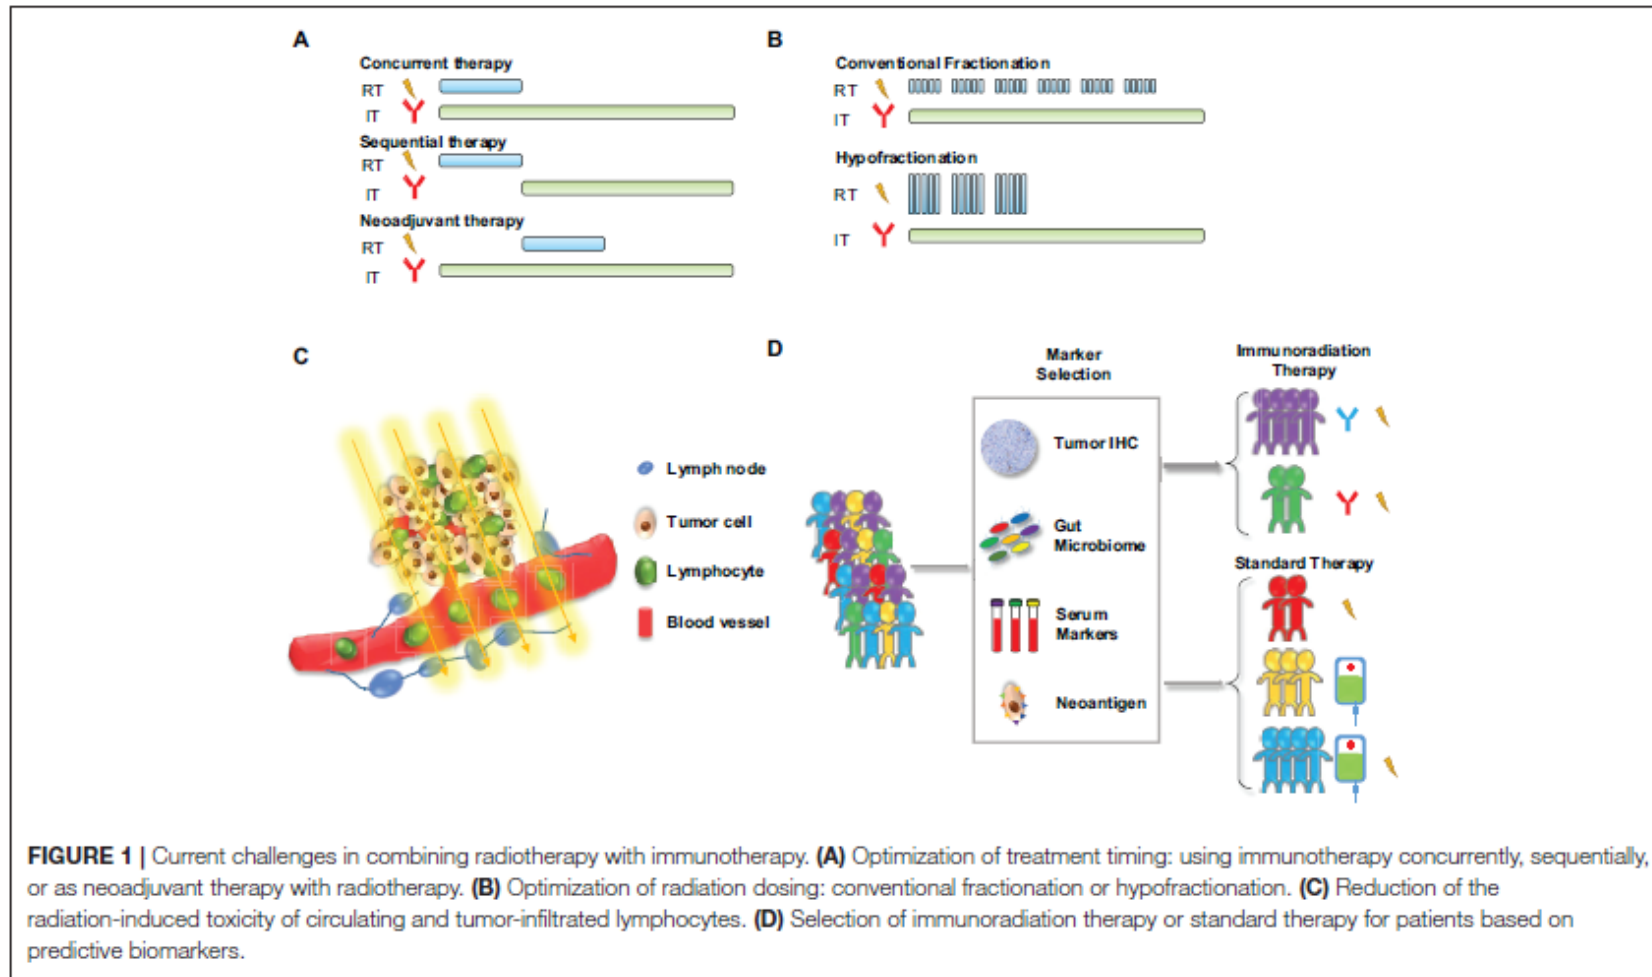 A
Concurrent therapy
RT
IT
Sequential therapy
RT
IT
Neoadjuvant therapy
RT
IT
B
Conventional Fractionation
RT
IT
Hypofractionation
RT
IT
C
Lymph node
Tumor cell
Lymphocyte
Blood vessel
D
Marker
Selection
Tumor IHC
Gut
Microbiome
Serum
Markers
Neoantigen
Immunoradiation
Therapy
Standard Therapy
FIGURE 1 | Current challenges in combining radiotherapy with immunotherapy. (A) Optimization of treatment timing: using immunotherapy concurrently, sequentially,
or as neoadjuvant therapy with radiotherapy. (B) Optimization of radiation dosing: conventional fractionation or hypofractionation. (C) Reduction of the
radiation-induced toxicity of circulating and tumor-infiltrated lymphocytes. (D) Selection of immunoradiation therapy or standard therapy for patients based on
predictive biomarkers.